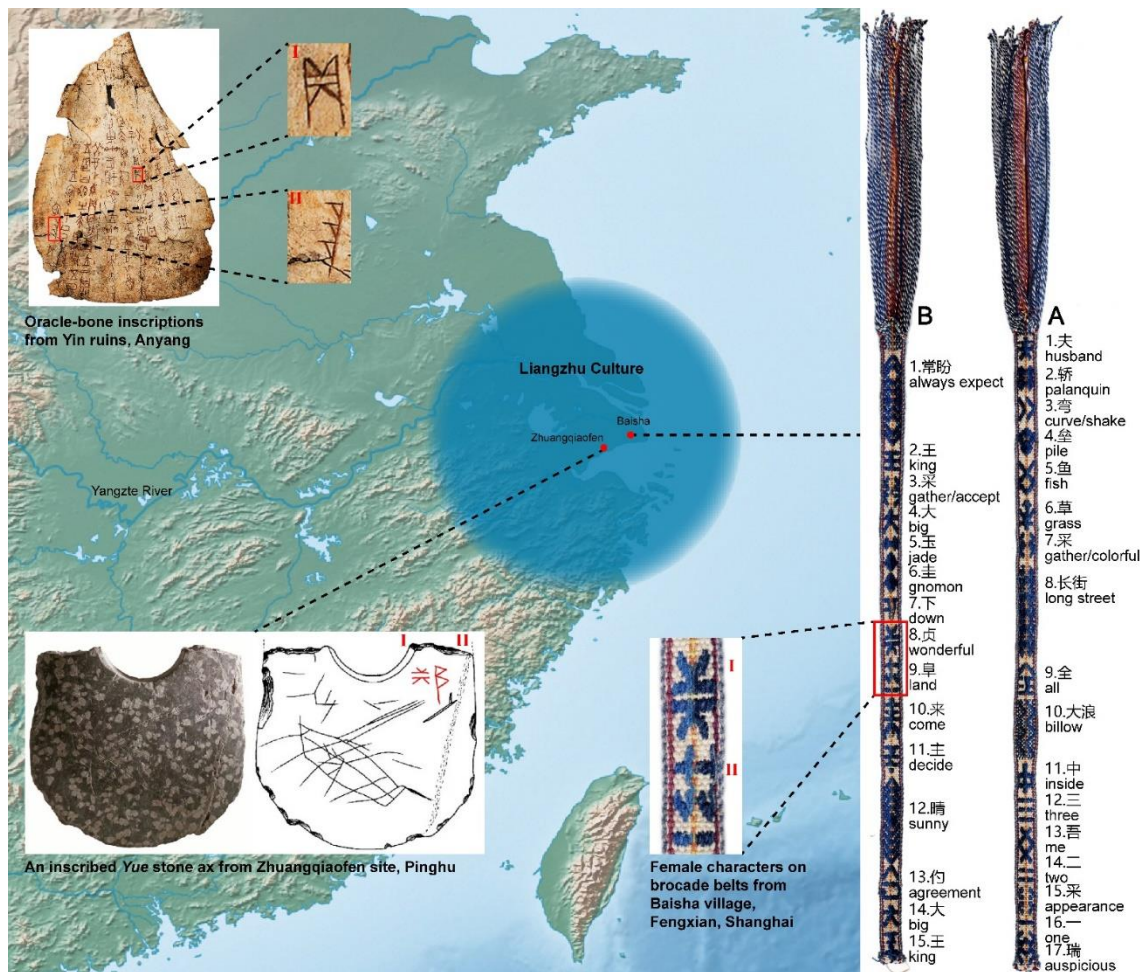 I
II
Oracle-bone inscriptions
from Yin ruins, Anyang
Liangzhu Culture
Baisha
Zhuangqiaofen
Yangzte River
I
II
An inscribed Yue stone ax from Zhuangqiaofen site, Pinghu
I
II
Female characters on
brocade belts from
Baisha village,
Fengxian, Shanghai
B
1.常盼
always expect
2.王
king
3.采
gather/accept
4.大
big
5.玉
jade
6.圭
gnomon
7.下
down
8.贞
wonderful
9.阜
land
10.来
come
11.主
decide
12.晴
sunny
13.约
agreement
14.大
big
15.王
king
A
1.夫
husband
2.轿
palanquin
3.弯
curve/shake
4.垒
pile
5.鱼
fish
6.草
grass
7.采
gather/colorful
8.长街
long street
9.全
all
10.大浪
billow
11.中
inside
12.三
three
13.吾
me
14.二
two
15.采
appearance
16.一
one
17.瑞
auspicious